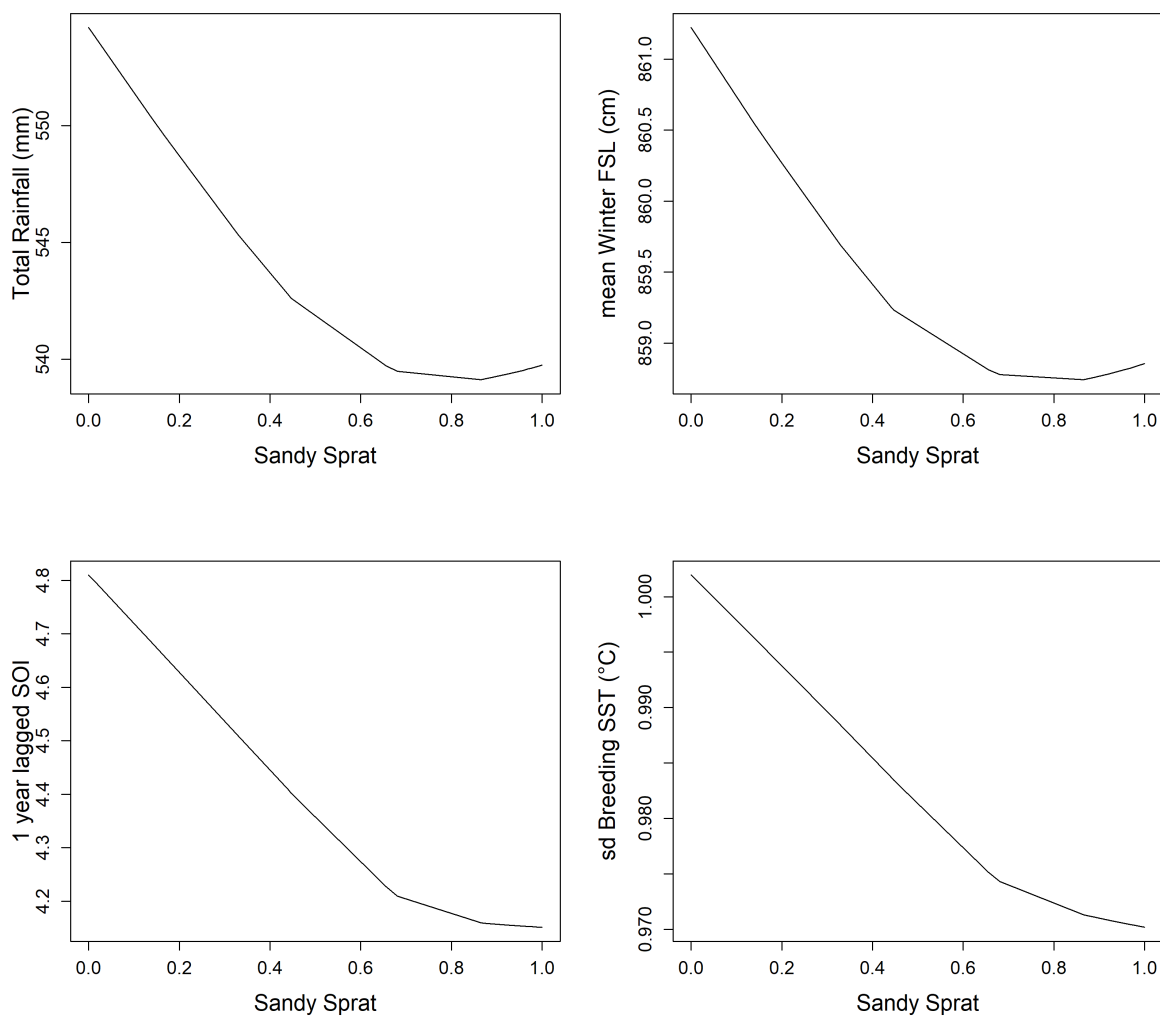 Total Rainfall (mm)
550
545
540
0.0 0.2 0.4 0.6 0.8 1.0
Sandy Sprat
mean Winter FSL (cm)
861.0
860.5
860.0
859.5
859.0
0.0 0.2 0.4 0.6 0.8 1.0
Sandy Sprat
1 year lagged SOI
4.8
4.7
4.6
4.5
4.4
4.3
4.2
0.0 0.2 0.4 0.6 0.8 1.0
Sandy Sprat
sd Breeding SST (°C)
1.000
0.990
0.980
0.970
0.0 0.2 0.4 0.6 0.8 1.0
Sandy Sprat